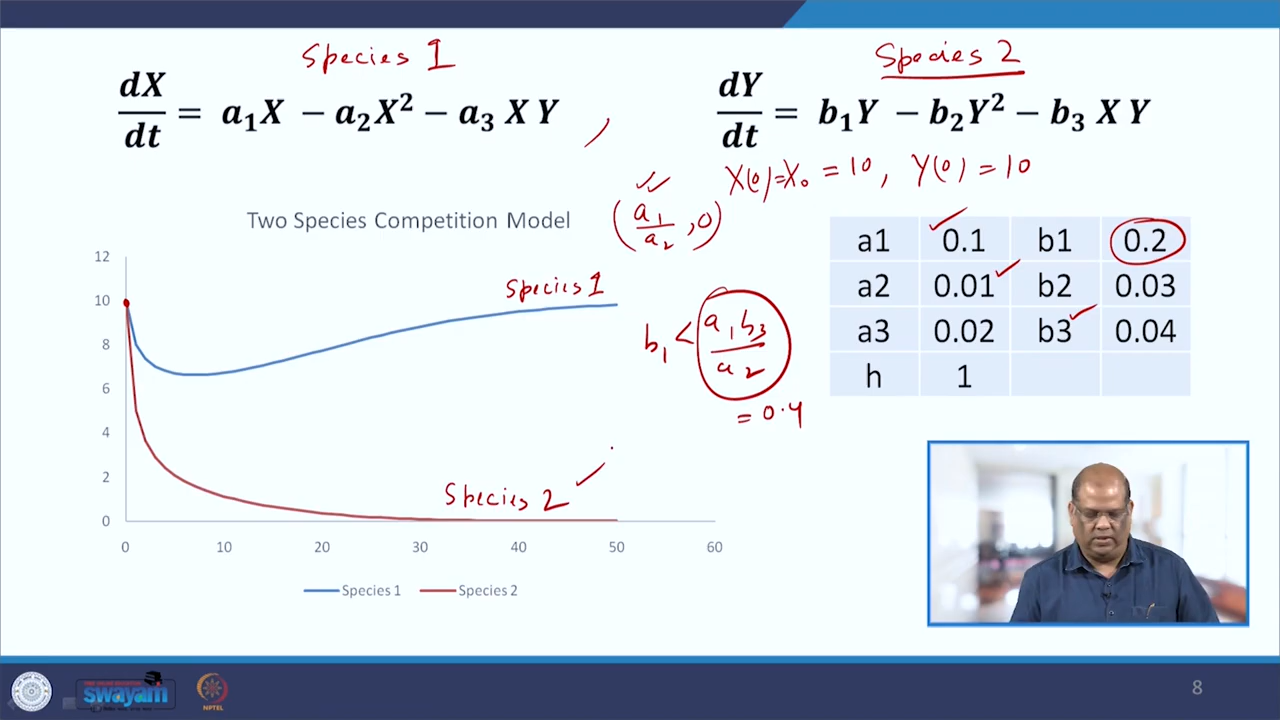 Species 1
dX/dt = a₁X − a₂X² − a₃ X Y ,
Species 2
dY/dt = b₁Y − b₂Y² − b₃ X Y
X(0)=X₀ = 10, Y(0) = 10
(a₁/a₂, 0)
Two Species Competition Model
12
10
8
6
4
2
0
0 10 20 30 40 50 60
Species 1
Species 2
Species 1 Species 2
b₁ < a₁b₃/a₂
= 0.4
a1 0.1 b1 0.2
a2 0.01 b2 0.03
a3 0.02 b3 0.04
h 1
swayam
NPTEL
8